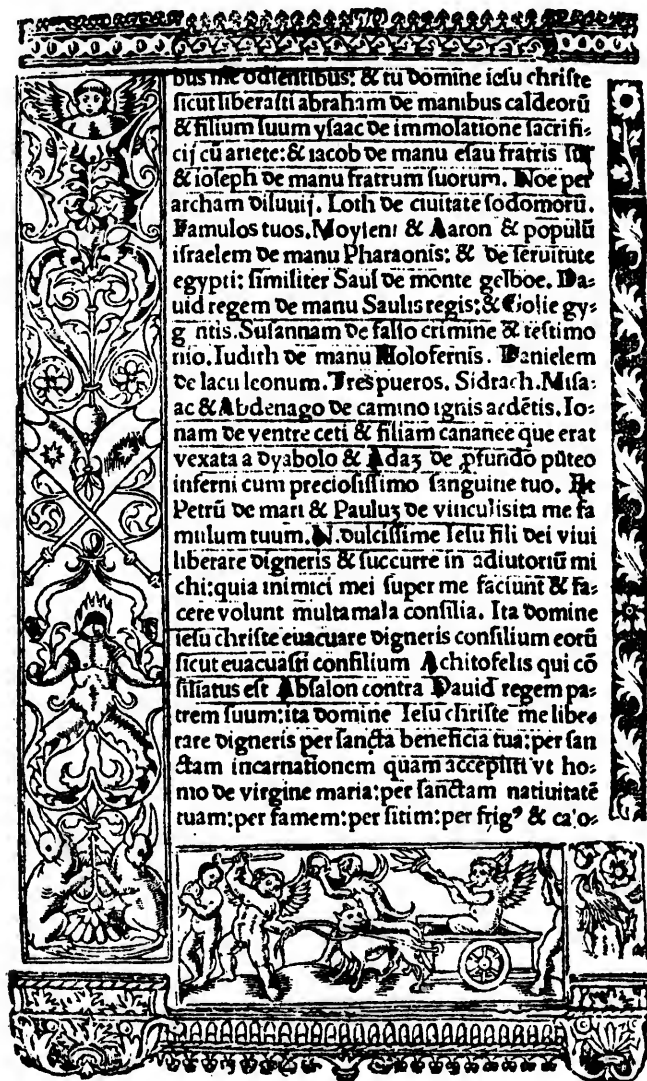 bus me odientibus: & tu domine iesu christe
sicut liberasti abraham de manibus caldeorū
& filium suum ysaac de immolatione sacrifi:
cij cū ariete: & iacob de manu esau fratris sui
& ioseph de manu fratrum suorum. Noe per
archam diluuij. Loth de ciuitate sodomorū.
Famulos tuos. Moysen: & Aaron & populū
israelem de manu Pharaonis: & de seruitute
egypti: similiter Saul de monte gelboe. Da:
uid regem de manu Saulis regis: & Golie gy:
g ntis. Susannam de falso crimine & testimo
nio. Iudith de manu Holofernis. Danielem
de lacu leonum. Tres pueros. Sidrach. Misa:
ac & Abdenago de camino ignis ardētis. Io:
nam de ventre ceti & filiam cananee que erat
vexata a dyabolo & Adaȝ de ꝓfundo pūteo
inferni cum preciosissimo sanguine tuo. Et
Petrū de mari & Pauluȝ de vinculis ita me fa
mulum tuum. N. dulcissime Iesu fili dei viui
liberare digneris & succurre in adiutoriū mi
chi: quia inimici mei super me faciunt & fa:
cere volunt multa mala consilia. Ita domine
iesu christe euacuare digneris consilium eorū
sicut euacuasti consilium Achitofelis qui cō
siliatus est Absalon contra Dauid regem pa:
trem suum: ita domine Iesu christe me libe:
rare digneris per sancta beneficia tua: per san
ctam incarnationem quam accepisti vt ho:
mo de virgine maria: per sanctam natiuitatē
tuam: per famem: per sitim: per frigꝰ & calo: